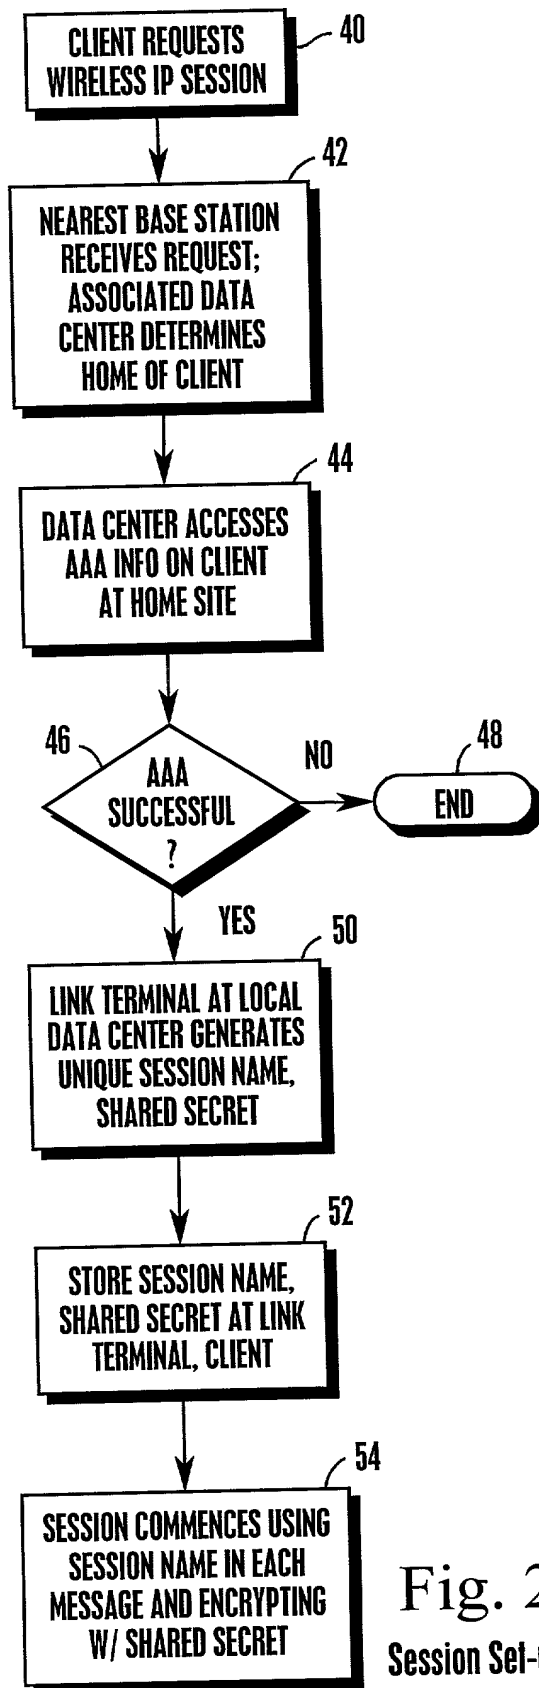 CLIENT REQUESTS
WIRELESS IP SESSION
40
42
NEAREST BASE STATION
RECEIVES REQUEST;
ASSOCIATED DATA
CENTER DETERMINES
HOME OF CLIENT
44
DATA CENTER ACCESSES
AAA INFO ON CLIENT
AT HOME SITE
46
AAA
SUCCESSFUL
?
NO
48
END
YES
50
LINK TERMINAL AT LOCAL
DATA CENTER GENERATES
UNIQUE SESSION NAME,
SHARED SECRET
52
STORE SESSION NAME,
SHARED SECRET AT LINK
TERMINAL, CLIENT
54
SESSION COMMENCES USING
SESSION NAME IN EACH
MESSAGE AND ENCRYPTING
W/ SHARED SECRET
Fig. 2
Session